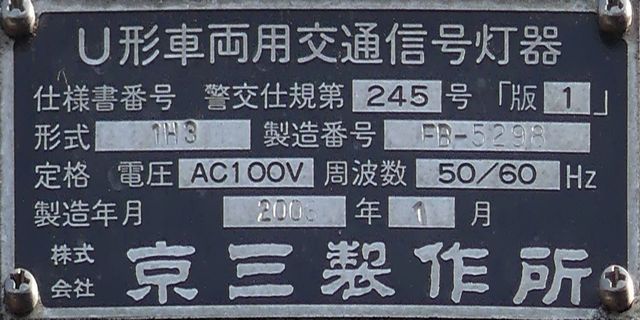 U形車両用交通信号灯器
仕様書番号 警交仕規第 245 号 「版 1 」
形式 1H3 製造番号 FB-5298
定格 電圧 AC100V 周波数 50/60 Hz
製造年月 年 1 月
株式会社 京三製作所